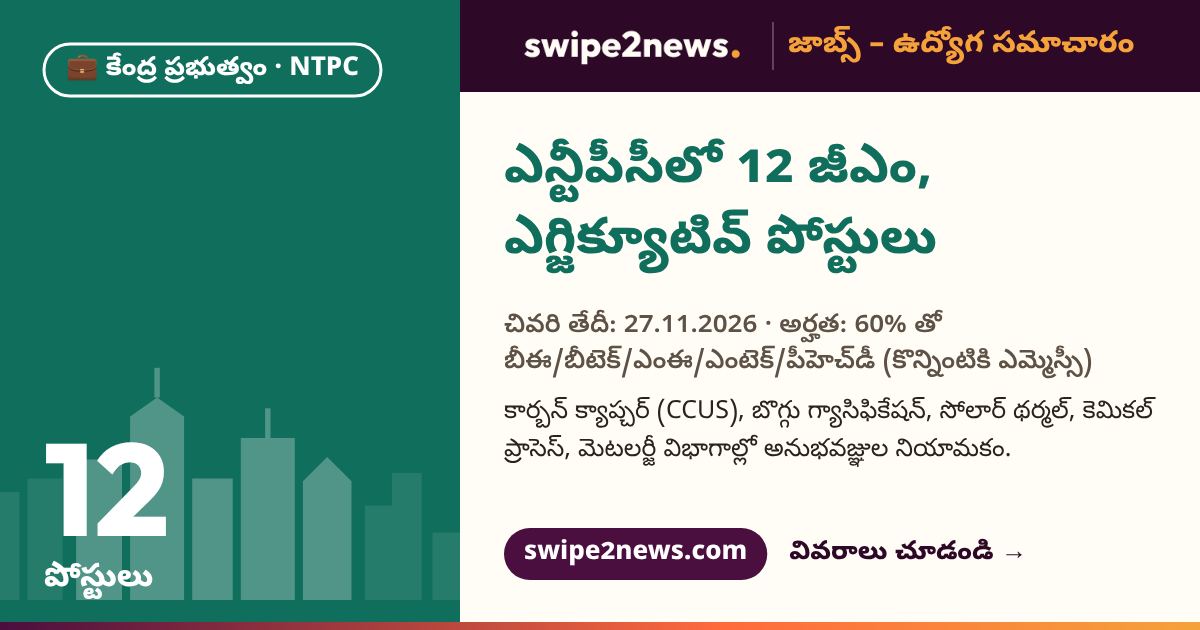 💼 కేంద్ర ప్రభుత్వం · NTPC
12
పోస్టులు
swipe2news.
జాబ్స్ – ఉద్యోగ సమాచారం
ఎన్టీపీసీలో 12 జీఎం,
ఎగ్జిక్యూటివ్ పోస్టులు
చివరి తేదీ: 27.11.2026 · అర్హత: 60% తో
బీఈ/బీటెక్/ఎంఈ/ఎంటెక్/పీహెచ్‌డీ (కొన్నింటికి ఎమ్మెస్సీ)
కార్బన్ క్యాప్చర్ (CCUS), బొగ్గు గ్యాసిఫికేషన్, సోలార్ థర్మల్, కెమికల్
ప్రాసెస్, మెటలర్జీ విభాగాల్లో అనుభవజ్ఞుల నియామకం.
swipe2news.com
వివరాలు చూడండి →